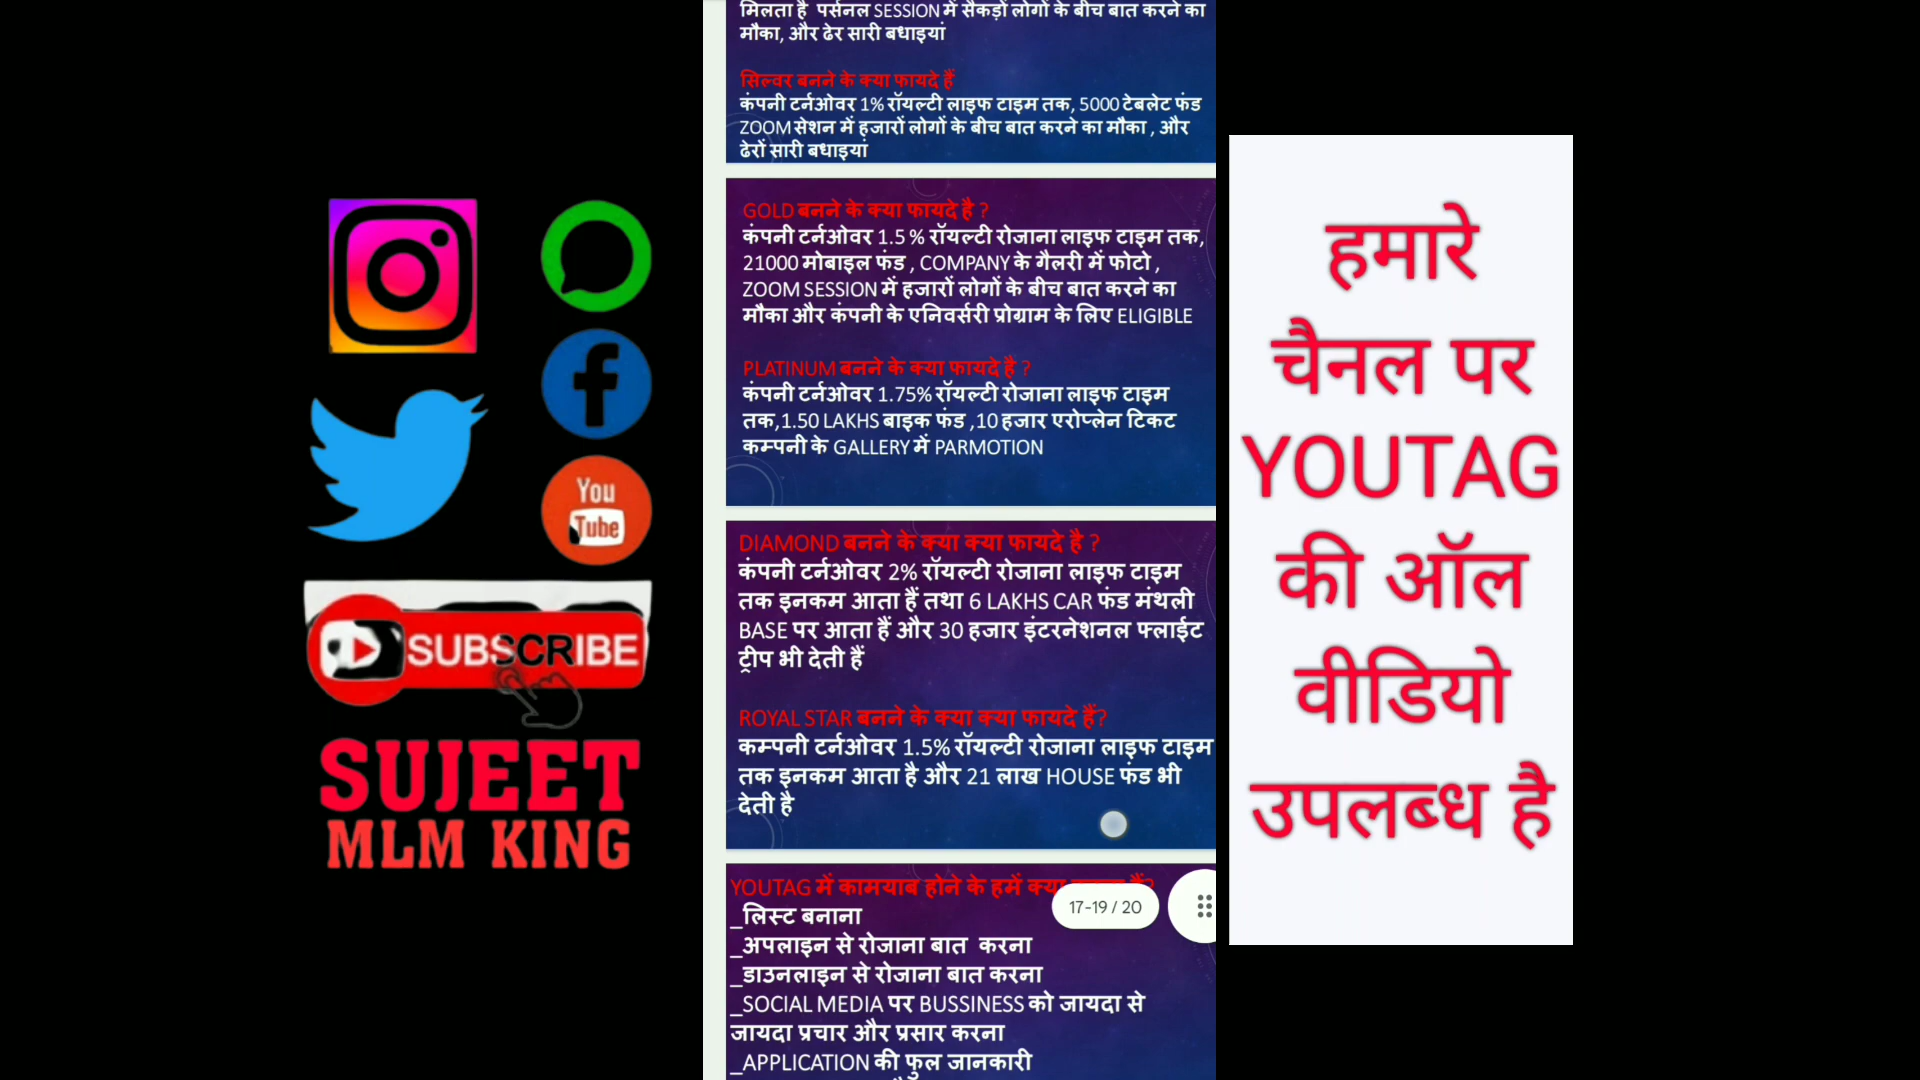 You
Tube
SUBSCRIBE
SUJEET
MLM KING
मिलता है पर्सनल SESSION में सैकड़ों लोगों के बीच बात करने का
मौका, और ढेर सारी बधाइयां
सिल्वर बनने के क्या फायदे हैं
कंपनी टर्नओवर 1% रॉयल्टी लाइफ टाइम तक, 5000 टेबलेट फंड
ZOOM सेशन में हजारों लोगों के बीच बात करने का मौका , और
ढेरों सारी बधाइयां
GOLD बनने के क्या फायदे है ?
कंपनी टर्नओवर 1.5 % रॉयल्टी रोजाना लाइफ टाइम तक,
21000 मोबाइल फंड , COMPANY के गैलरी में फोटो ,
ZOOM SESSION में हजारों लोगों के बीच बात करने का
मौका और कंपनी के एनिवर्सरी प्रोग्राम के लिए ELIGIBLE
PLATINUM बनने के क्या फायदे हैं ?
कंपनी टर्नओवर 1.75% रॉयल्टी रोजाना लाइफ टाइम
तक,1.50 LAKHS बाइक फंड ,10 हजार एरोप्लेन टिकट
कम्पनी के GALLERY में PARMOTION
DIAMOND बनने के क्या क्या फायदे है ?
कंपनी टर्नओवर 2% रॉयल्टी रोजाना लाइफ टाइम
तक इनकम आता हैं तथा 6 LAKHS CAR फंड मंथली
BASE पर आता हैं और 30 हजार इंटरनेशनल फ्लाईट
ट्रीप भी देती हैं
ROYAL STAR बनने के क्या क्या फायदे हैं?
कम्पनी टर्नओवर 1.5% रॉयल्टी रोजाना लाइफ टाइम
तक इनकम आता है और 21 लाख HOUSE फंड भी
देती है
YOUTAG में कामयाब होने के हमें क्या
17-19 / 20
_लिस्ट बनाना
_अपलाइन से रोजाना बात करना
_डाउनलाइन से रोजाना बात करना
_SOCIAL MEDIA पर BUSSINESS को जायदा से
जायदा प्रचार और प्रसार करना
_APPLICATION की फुल जानकारी
हमारे
चैनल पर
YOUTAG
की ऑल
वीडियो
उपलब्ध है